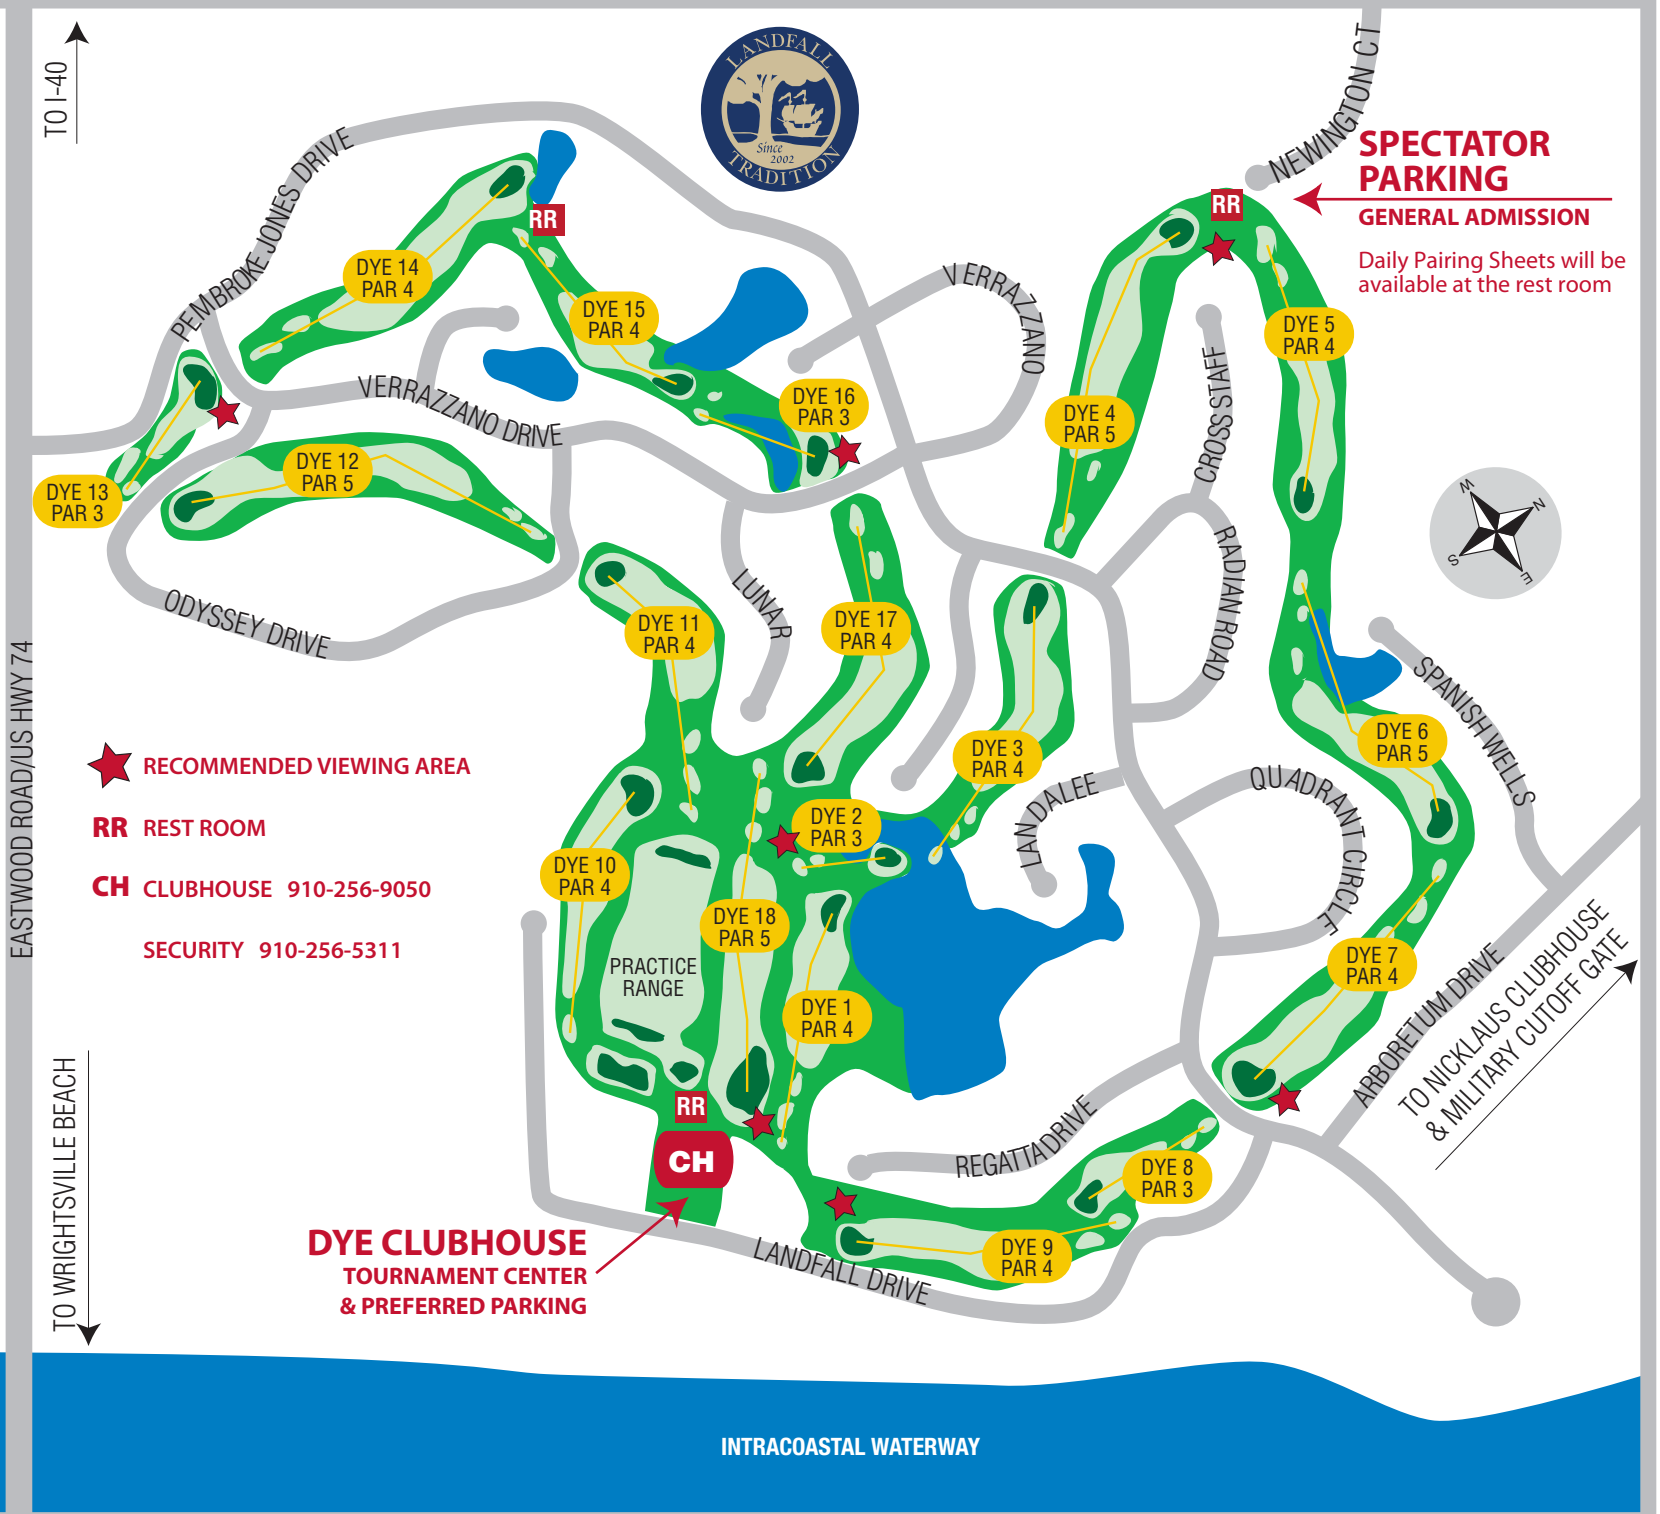 TO I-40
LANDFALL
Since
2002
TRADITION
NEWINGTON CT
SPECTATOR
PARKING
GENERAL ADMISSION
Daily Pairing Sheets will be
available at the rest room
RR
RR
PEMBROKE JONES DRIVE
DYE 14
PAR 4
DYE 15
PAR 4
VERRAZZANO
DYE 5
PAR 4
DYE 16
PAR 3
DYE 4
PAR 5
CROSSTAFF
VERRAZZANO DRIVE
DYE 12
PAR 5
DYE 13
PAR 3
W
N
S
E
ODYSSEY DRIVE
LUNAR
RADIAN ROAD
DYE 11
PAR 4
DYE 17
PAR 4
SPANISH WELLS
DYE 3
PAR 4
DYE 6
PAR 5
EASTWOOD ROAD/US HWY 74
RECOMMENDED VIEWING AREA
RR REST ROOM
CH CLUBHOUSE 910-256-9050
SECURITY 910-256-5311
LANDALEE
QUADRANT CIRCLE
DYE 2
PAR 3
DYE 10
PAR 4
DYE 18
PAR 5
PRACTICE
RANGE
DYE 1
PAR 4
DYE 7
PAR 4
ARBORETUM DRIVE
TO NICKLAUS CLUBHOUSE
& MILITARY CUTOFF GATE
TO WRIGHTSVILLE BEACH
RR
CH
REGATTA DRIVE
DYE 8
PAR 3
DYE 9
PAR 4
DYE CLUBHOUSE
TOURNAMENT CENTER
& PREFERRED PARKING
LANDFALL DRIVE
INTRACOASTAL WATERWAY